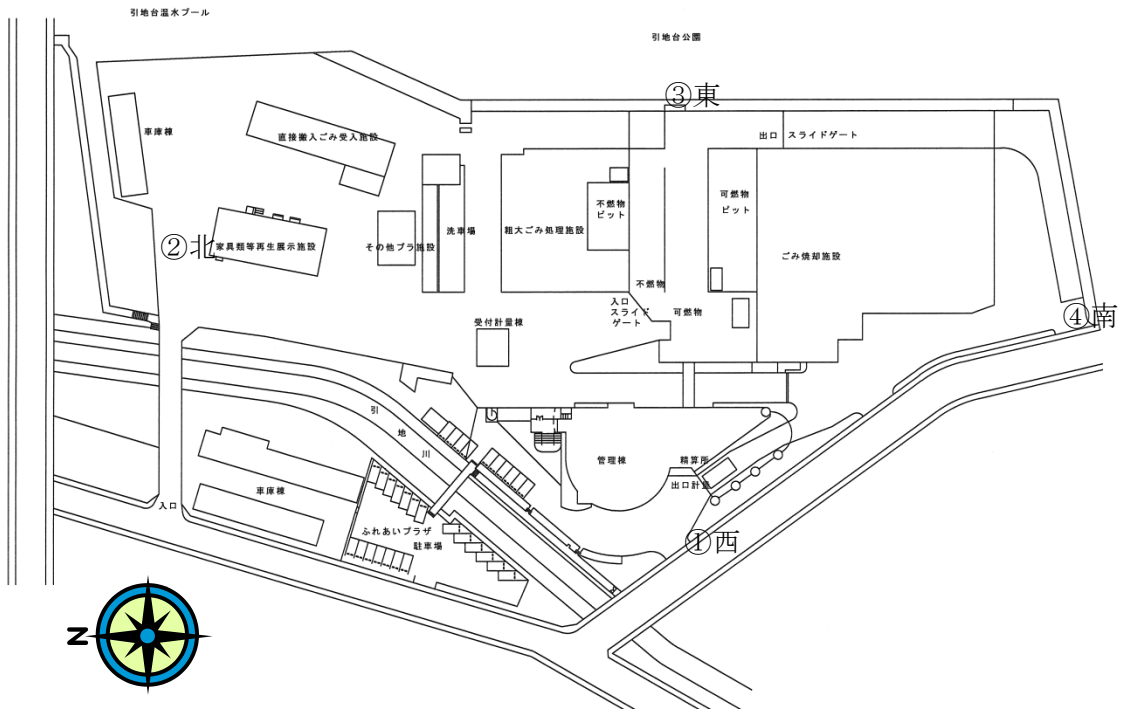 引地台温水プール
引地台公園
③東
車庫棟
直接搬入ごみ受入施設
出口 スライドゲート
不燃物
ピット
可燃物
ピット
②北
家具類等再生展示施設
その他プラ施設
洗車場
粗大ごみ処理施設
ごみ焼却施設
不燃物
入口
スライド
ゲート
可燃物
④南
受付計量棟
引地川
管理棟
精算所
出口計量
車庫棟
入口
ふれあいプラザ
駐車場
①西
N